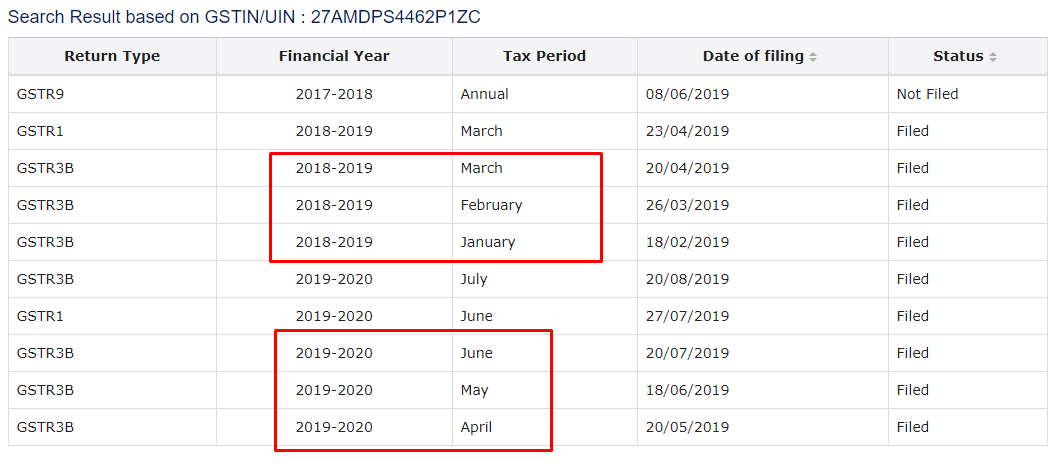 Search Result based on GSTIN/UIN : 27AMDPS4462P1ZC
Return Type Financial Year Tax Period Date of filing Status
GSTR9 2017-2018 Annual 08/06/2019 Not Filed
GSTR1 2018-2019 March 23/04/2019 Filed
GSTR3B 2018-2019 March 20/04/2019 Filed
GSTR3B 2018-2019 February 26/03/2019 Filed
GSTR3B 2018-2019 January 18/02/2019 Filed
GSTR3B 2019-2020 July 20/08/2019 Filed
GSTR1 2019-2020 June 27/07/2019 Filed
GSTR3B 2019-2020 June 20/07/2019 Filed
GSTR3B 2019-2020 May 18/06/2019 Filed
GSTR3B 2019-2020 April 20/05/2019 Filed